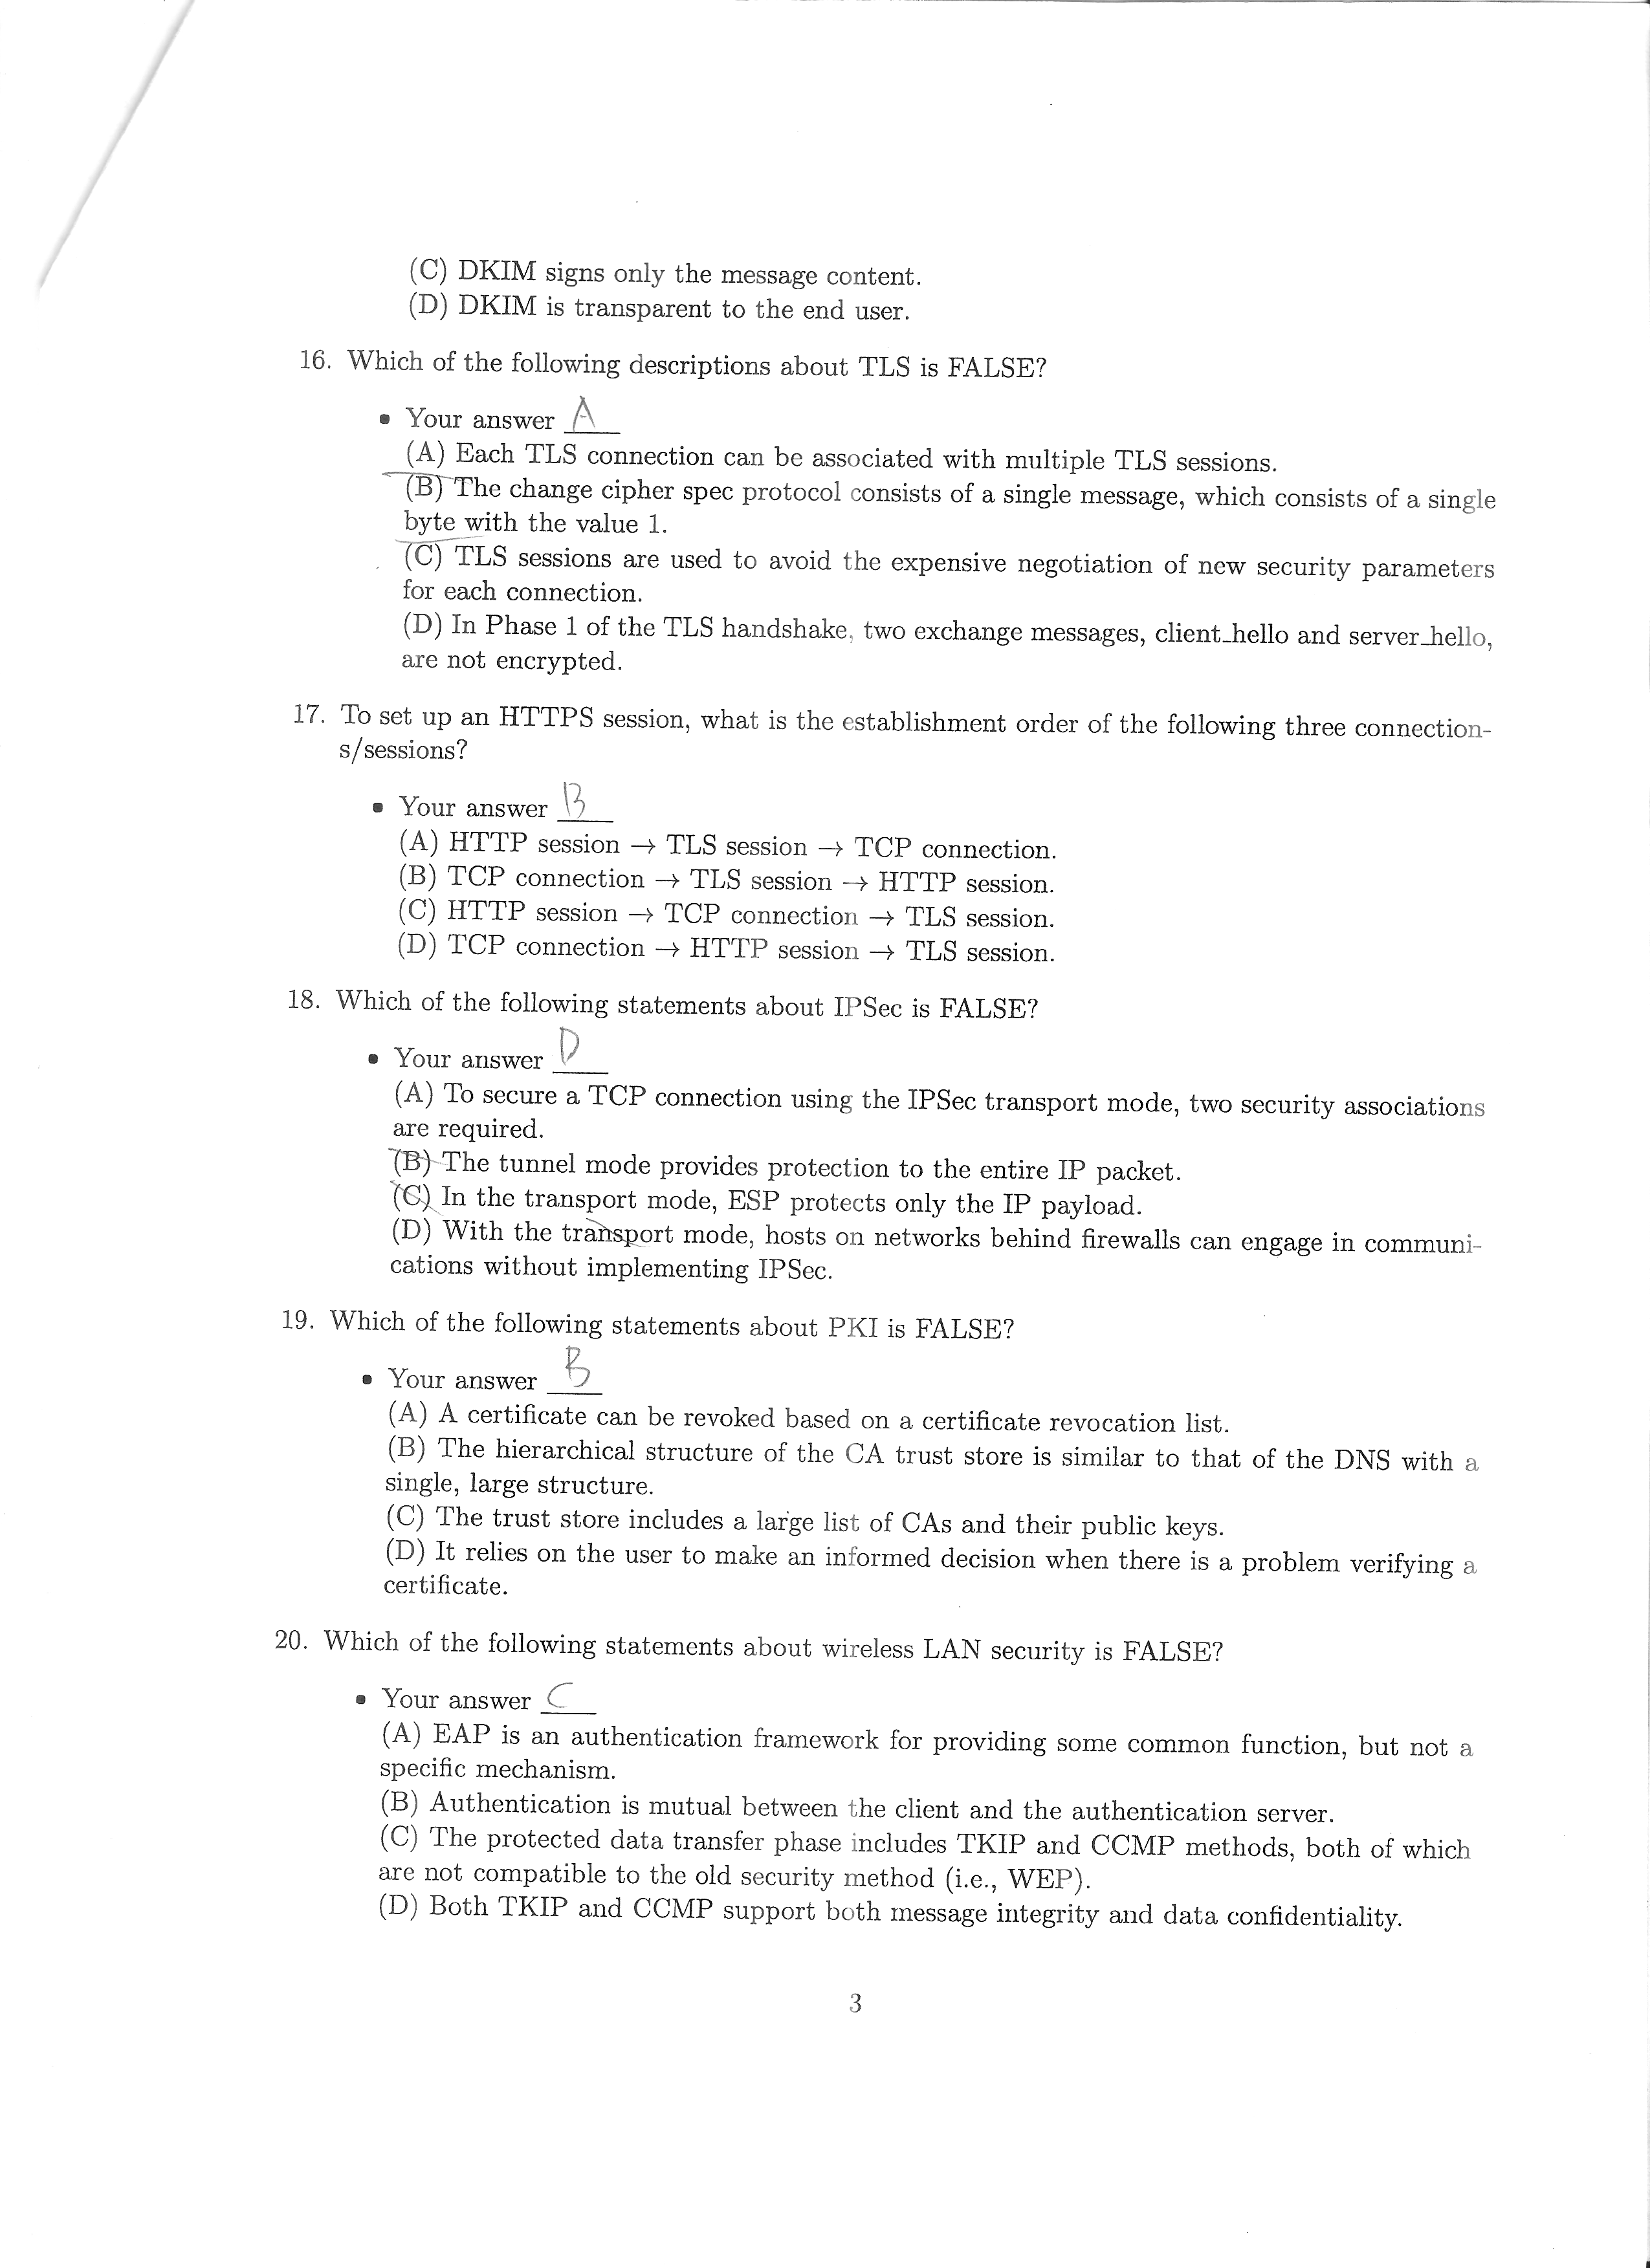 (C) DKIM signs only the message content.
(D) DKIM is transparent to the end user.
16. Which of the following descriptions about TLS is FALSE?
• Your answer A
(A) Each TLS connection can be associated with multiple TLS sessions.
(B) The change cipher spec protocol consists of a single message, which consists of a single
byte with the value 1.
(C) TLS sessions are used to avoid the expensive negotiation of new security parameters
for each connection.
(D) In Phase 1 of the TLS handshake, two exchange messages, client_hello and server_hello,
are not encrypted.
17. To set up an HTTPS session, what is the establishment order of the following three connection-
s/sessions?
• Your answer B
(A) HTTP session → TLS session → TCP connection.
(B) TCP connection → TLS session → HTTP session.
(C) HTTP session → TCP connection → TLS session.
(D) TCP connection → HTTP session → TLS session.
18. Which of the following statements about IPSec is FALSE?
• Your answer D
(A) To secure a TCP connection using the IPSec transport mode, two security associations
are required.
(B) The tunnel mode provides protection to the entire IP packet.
(C) In the transport mode, ESP protects only the IP payload.
(D) With the transport mode, hosts on networks behind firewalls can engage in communi-
cations without implementing IPSec.
19. Which of the following statements about PKI is FALSE?
• Your answer B
(A) A certificate can be revoked based on a certificate revocation list.
(B) The hierarchical structure of the CA trust store is similar to that of the DNS with a
single, large structure.
(C) The trust store includes a large list of CAs and their public keys.
(D) It relies on the user to make an informed decision when there is a problem verifying a
certificate.
20. Which of the following statements about wireless LAN security is FALSE?
• Your answer C
(A) EAP is an authentication framework for providing some common function, but not a
specific mechanism.
(B) Authentication is mutual between the client and the authentication server.
(C) The protected data transfer phase includes TKIP and CCMP methods, both of which
are not compatible to the old security method (i.e., WEP).
(D) Both TKIP and CCMP support both message integrity and data confidentiality.
3